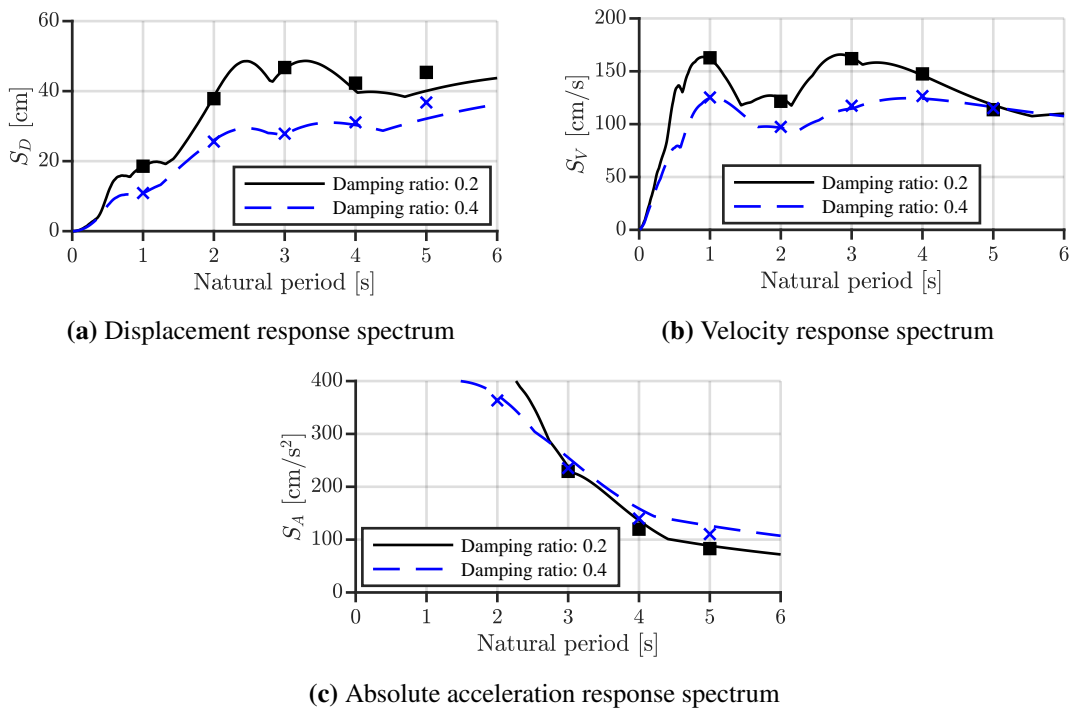 60
40
20
0
S_D [cm]
Damping ratio: 0.2
Damping ratio: 0.4
0 1 2 3 4 5 6
Natural period [s]
(a) Displacement response spectrum
200
150
100
50
0
S_V [cm/s]
Damping ratio: 0.2
Damping ratio: 0.4
0 1 2 3 4 5 6
Natural period [s]
(b) Velocity response spectrum
400
300
200
100
0
S_A [cm/s²]
Damping ratio: 0.2
Damping ratio: 0.4
0 1 2 3 4 5 6
Natural period [s]
(c) Absolute acceleration response spectrum